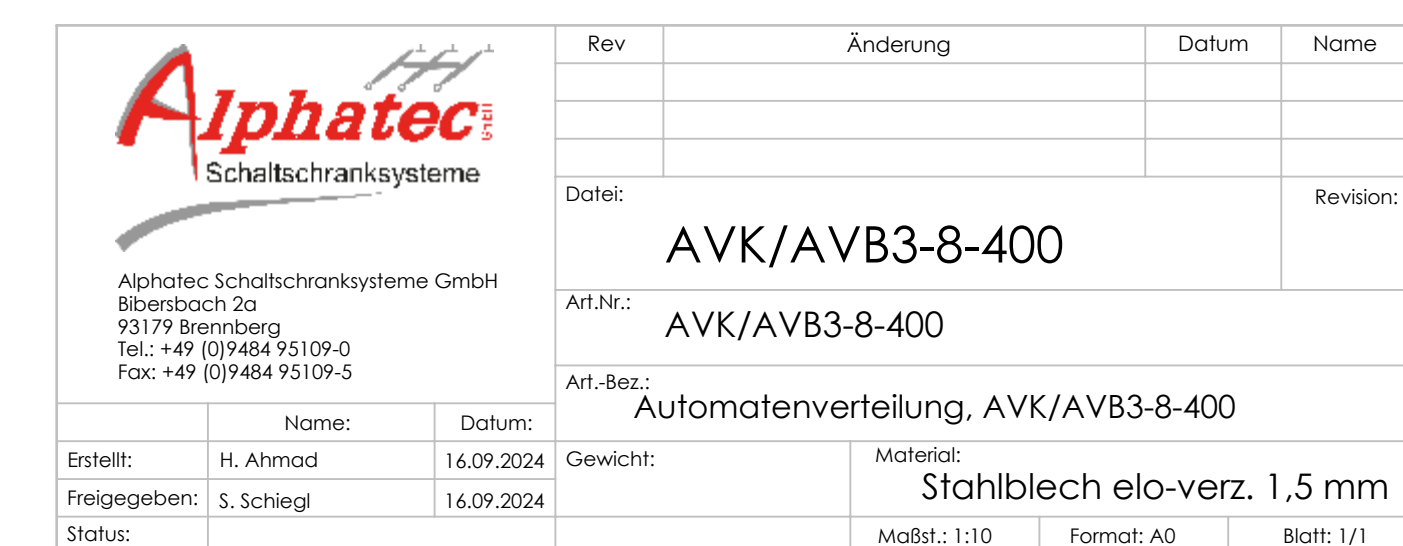 Alphatec GmbH
Schaltschranksysteme
Alphatec Schaltschranksysteme GmbH
Bibersbach 2a
93179 Brennberg
Tel.: +49 (0)9484 95109-0
Fax: +49 (0)9484 95109-5
Name: Datum:
Erstellt: H. Ahmad 16.09.2024
Freigegeben: S. Schiegl 16.09.2024
Status:
Rev Änderung Datum Name
Datei: Revision:
AVK/AVB3-8-400
Art.Nr.:
AVK/AVB3-8-400
Art.-Bez.:
Automatenverteilung, AVK/AVB3-8-400
Gewicht: Material:
Stahlblech elo-verz. 1,5 mm
Maßst.: 1:10 Format: A0 Blatt: 1/1